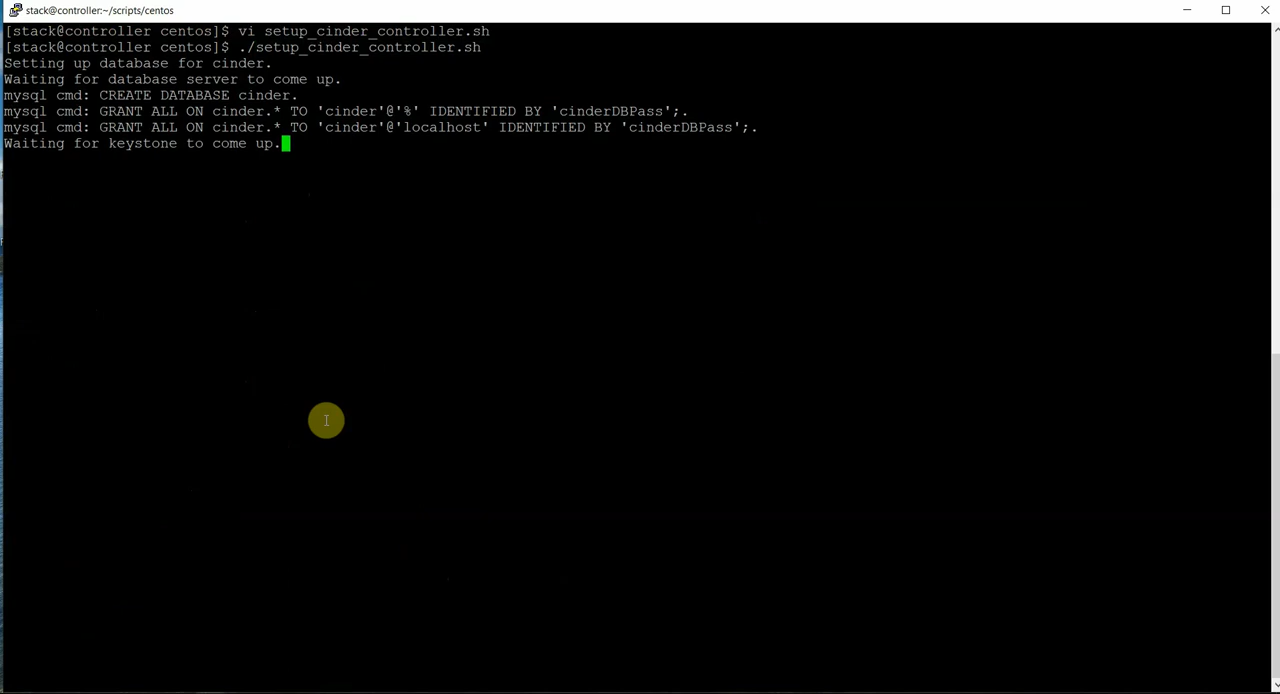 stack@controller:~/scripts/centos
[stack@controller centos]$ vi setup_cinder_controller.sh
[stack@controller centos]$ ./setup_cinder_controller.sh
Setting up database for cinder.
Waiting for database server to come up.
mysql cmd: CREATE DATABASE cinder.
mysql cmd: GRANT ALL ON cinder.* TO 'cinder'@'%' IDENTIFIED BY 'cinderDBPass';.
mysql cmd: GRANT ALL ON cinder.* TO 'cinder'@'localhost' IDENTIFIED BY 'cinderDBPass';.
Waiting for keystone to come up.